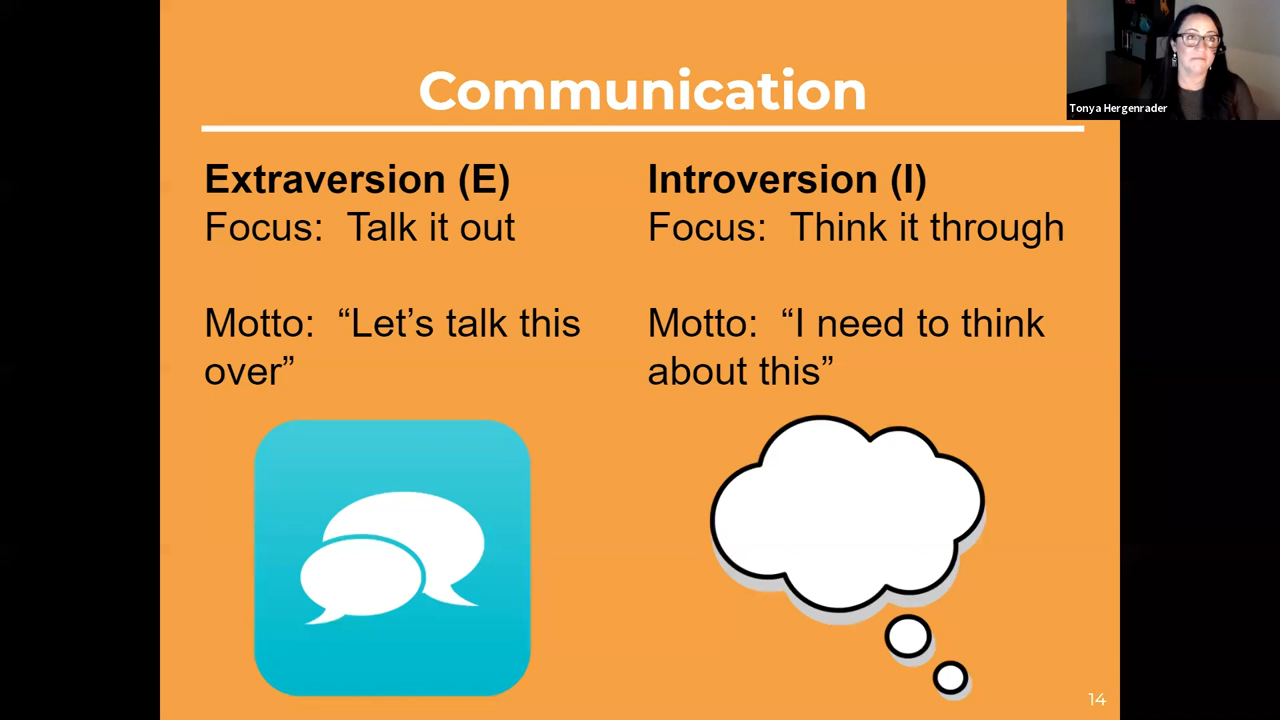 Communication
Tonya Hergenrader
Extraversion (E)
Focus:  Talk it out
Motto:  “Let’s talk this
over”
Introversion (I)
Focus:  Think it through
Motto:  “I need to think
about this”
14